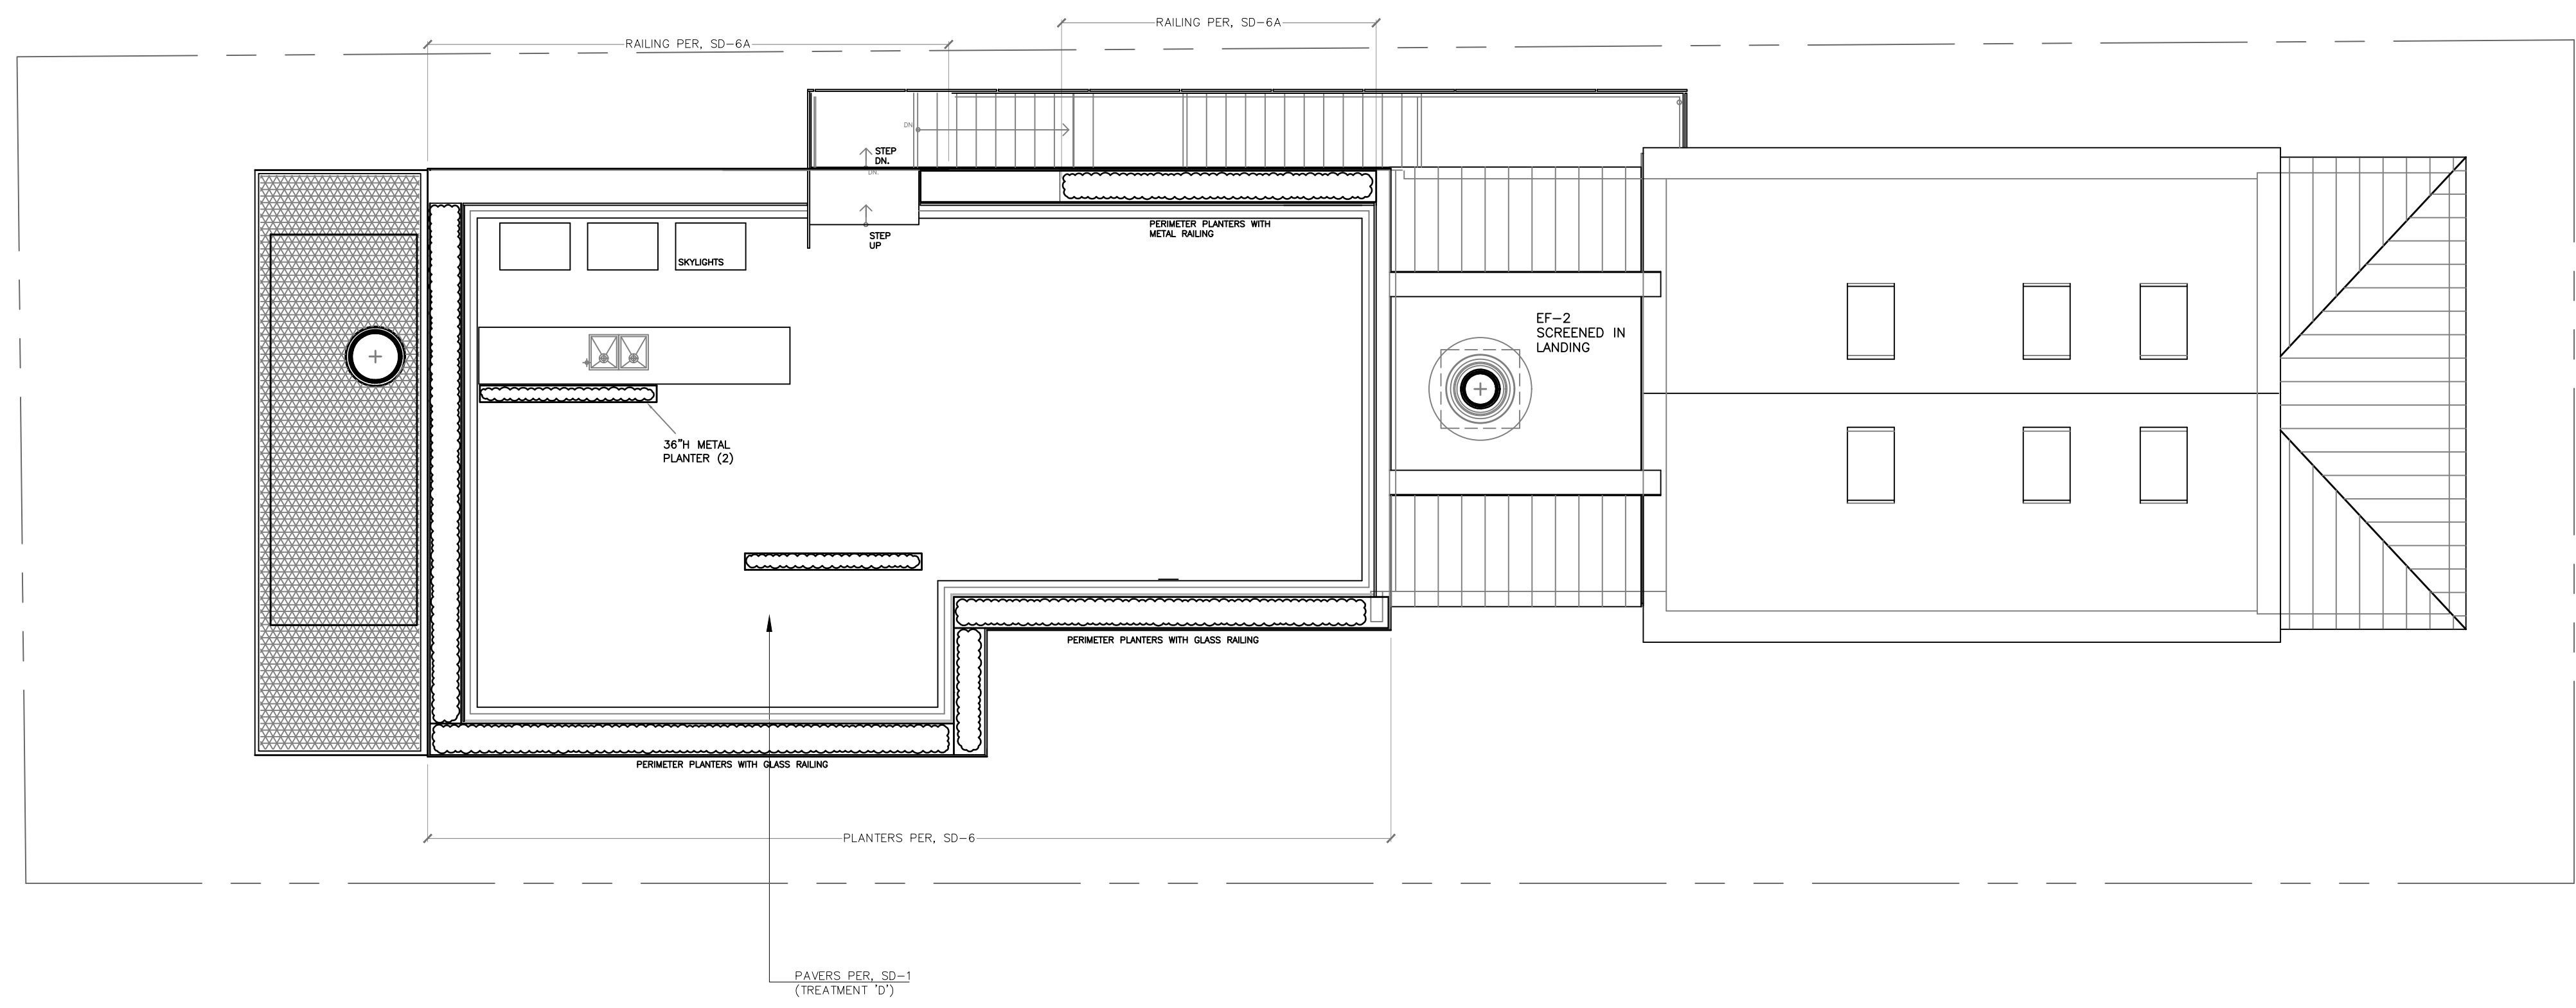 RAILING PER, SD-6A
RAILING PER, SD-6A
DN.
STEP
DN.
DN.
STEP
UP
SKYLIGHTS
PERIMETER PLANTERS WITH
METAL RAILING
EF-2
SCREENED IN
LANDING
36"H METAL
PLANTER (2)
PERIMETER PLANTERS WITH GLASS RAILING
PERIMETER PLANTERS WITH GLASS RAILING
PLANTERS PER, SD-6
PAVERS PER, SD-1
(TREATMENT 'D')